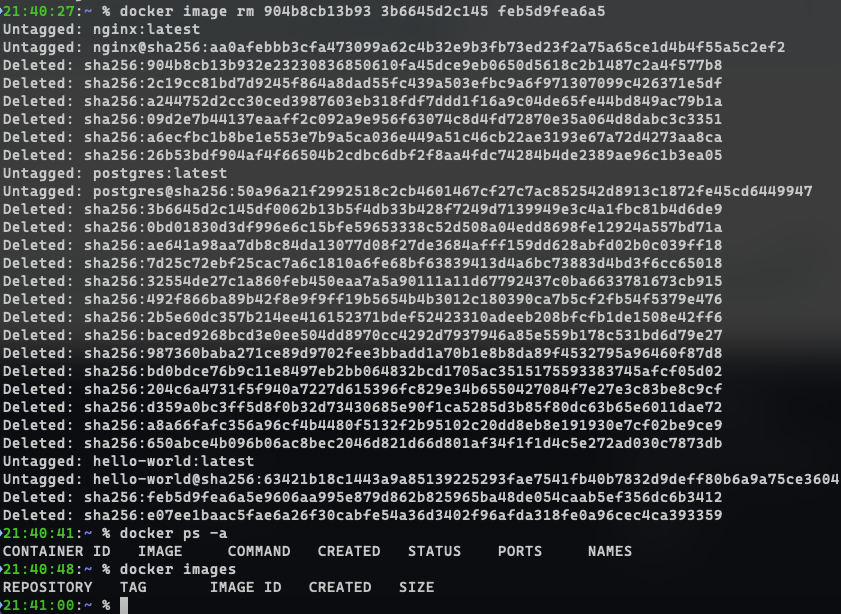 21:40:27:~ % docker image rm 904b8cb13b93 3b6645d2c145 feb5d9fea6a5
Untagged: nginx:latest
Untagged: nginx@sha256:aa0afebbb3cfa473099a62c4b32e9b3fb73ed23f2a75a65ce1d4b4f55a5c2ef2
Deleted: sha256:904b8cb13b932e23230836850610fa45dce9eb0650d5618c2b1487c2a4f577b8
Deleted: sha256:2c19cc81bd7d9245f864a8dad55fc439a503efbc9a6f971307099c426371e5df
Deleted: sha256:a244752d2cc30ced3987603eb318fdf7ddd1f16a9c04de65fe44bd849ac79b1a
Deleted: sha256:09d2e7b44137eaaff2c092a9e956f63074c8d4fd72870e35a064d8dabc3c3351
Deleted: sha256:a6ecfbc1b8be1e553e7b9a5ca036e449a51c46cb22ae3193e67a72d4273aa8ca
Deleted: sha256:26b53bdf904af4f66504b2cdbc6dbf2f8aa4fdc74284b4de2389ae96c1b3ea05
Untagged: postgres:latest
Untagged: postgres@sha256:50a96a21f2992518c2cb4601467cf27c7ac852542d8913c1872fe45cd6449947
Deleted: sha256:3b6645d2c145df0062b13b5f4db33b428f7249d7139949e3c4a1fbc81b4d6de9
Deleted: sha256:0bd01830d3df996e6c15bfe59653338c52d508a04edd8698fe12924a557bd71a
Deleted: sha256:ae641a98aa7db8c84da13077d08f27de3684afff159dd628abfd02b0c039ff18
Deleted: sha256:7d25c72ebf25cac7a6c1810a6fe68bf63839413d4a6bc73883d4bd3f6cc65018
Deleted: sha256:32554de27c1a860feb450eaa7a5a90111a11d67792437c0ba6633781673cb915
Deleted: sha256:492f866ba89b42f8e9f9ff19b5654b4b3012c180390ca7b5cf2fb54f5379e476
Deleted: sha256:2b5e60dc357b214ee416152371bdef52423310adeeb208bfcfb1de1508e42ff6
Deleted: sha256:baced9268bcd3e0ee504dd8970cc4292d7937946a85e559b178c531bd6d79e27
Deleted: sha256:987360baba271ce89d9702fee3bbadd1a70b1e8b8da89f4532795a96460f87d8
Deleted: sha256:bd0bdce76b9c11e8497eb2bb064832bcd1705ac3515175593383745afcf05d02
Deleted: sha256:204c6a4731f5f940a7227d615396fc829e34b6550427084f7e27e3c83be8c9cf
Deleted: sha256:d359a0bc3ff5d8f0b32d73430685e90f1ca5285d3b85f80dc63b65e6011dae72
Deleted: sha256:a8a66fafc356a96cf4b4480f5132f2b95102c20dd8eb8e191930e7cf02be9ce9
Deleted: sha256:650abce4b096b06ac8bec2046d821d66d801af34f1f1d4c5e272ad030c7873db
Untagged: hello-world:latest
Untagged: hello-world@sha256:63421b18c1443a9a85139225293fae7541fb40b7832d9deff80b6a9a75ce3604
Deleted: sha256:feb5d9fea6a5e9606aa995e879d862b825965ba48de054caab5ef356dc6b3412
Deleted: sha256:e07ee1baac5fae6a26f30cabfe54a36d3402f96afda318fe0a96cec4ca393359
21:40:41:~ % docker ps -a
CONTAINER ID   IMAGE     COMMAND   CREATED   STATUS    PORTS     NAMES
21:40:48:~ % docker images
REPOSITORY   TAG       IMAGE ID   CREATED   SIZE
21:41:00:~ %